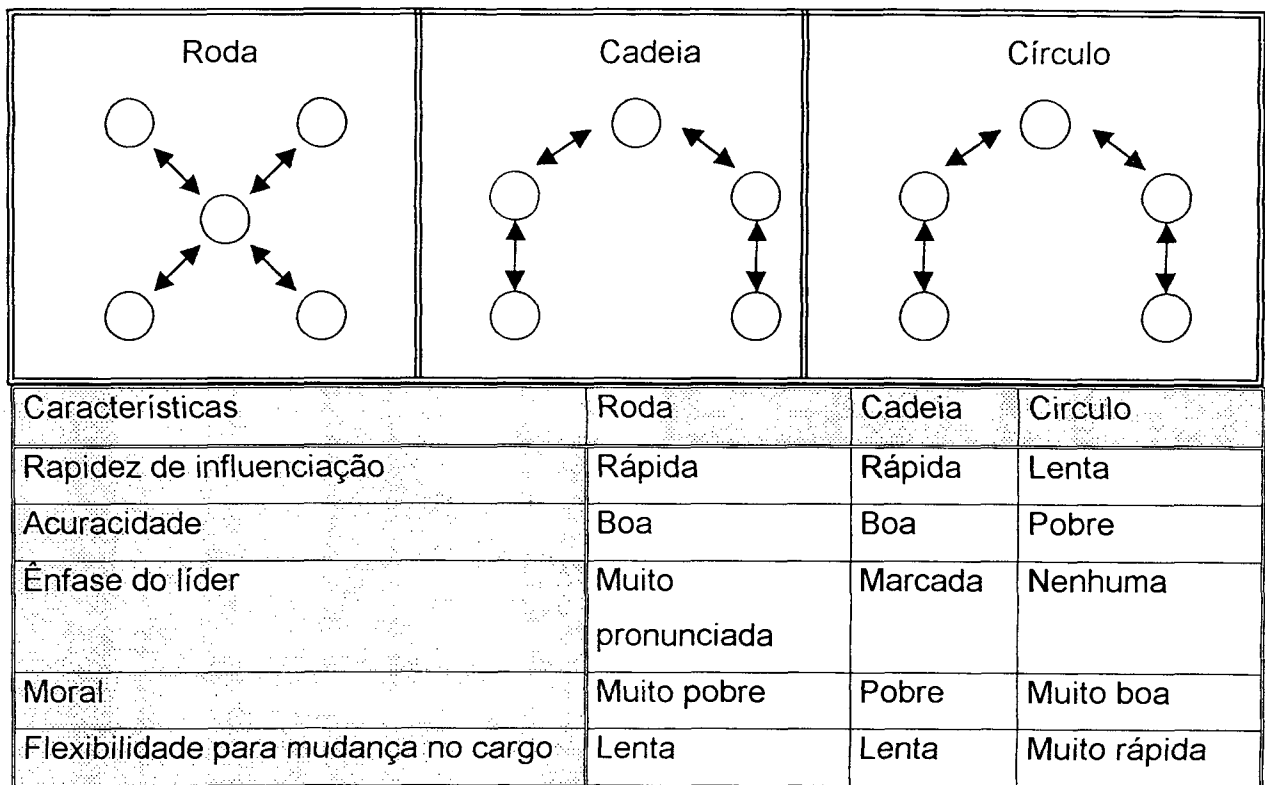 Roda Cadeia Círculo
Características Roda Cadeia Circulo
Rapidez de influenciação Rápida Rápida Lenta
Acuracidade Boa Boa Pobre
Ênfase do líder Muito Marcada Nenhuma
pronunciada
Moral Muito pobre Pobre Muito boa
Flexibilidade para mudança no cargo Lenta Lenta Muito rápida